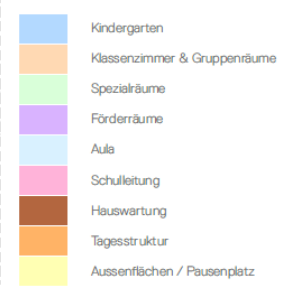 Kindergarten
Klassenzimmer & Gruppenräume
Spezialräume
Förderräume
Aula
Schulleitung
Hauswartung
Tagesstruktur
Aussenflächen / Pausenplatz